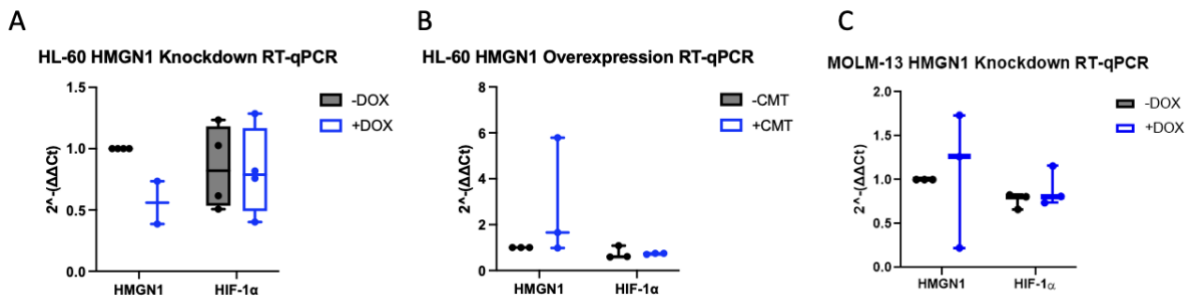 A
HL-60 HMGN1 Knockdown RT-qPCR
2^-(ΔΔCt)
1.5
1.0
0.5
0.0
HMGN1
HIF-1α
-DOX
+DOX
B
HL-60 HMGN1 Overexpression RT-qPCR
2^-(ΔΔCt)
8
6
4
2
0
HMGN1
HIF-1α
-CMT
+CMT
C
MOLM-13 HMGN1 Knockdown RT-qPCR
2^-(ΔΔCt)
2.0
1.5
1.0
0.5
0.0
HMGN1
HIF-1α
-DOX
+DOX